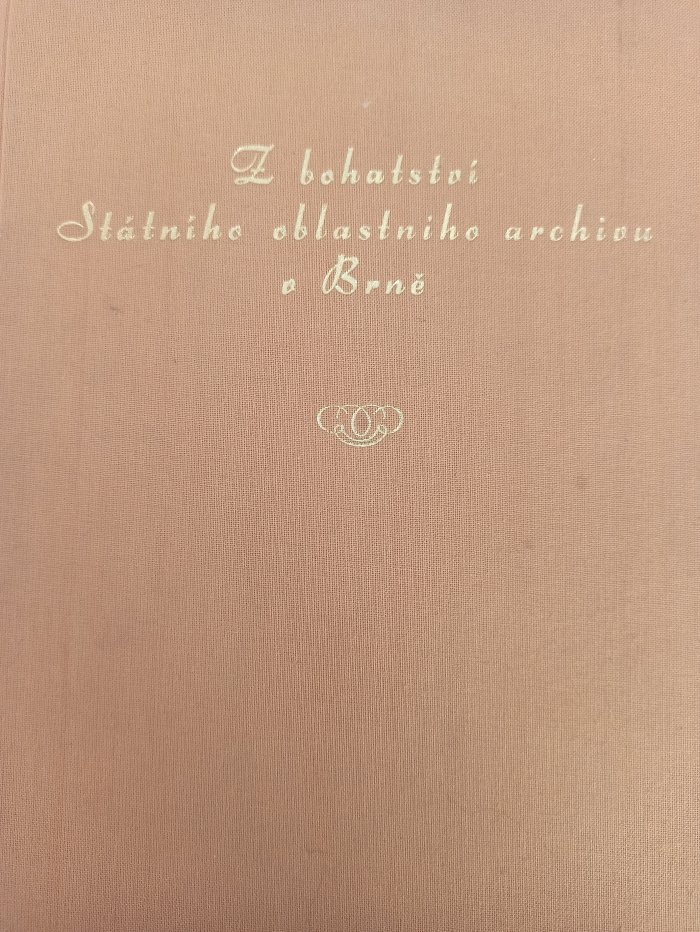 Z bohatství
Státního oblastního archivu
v Brně